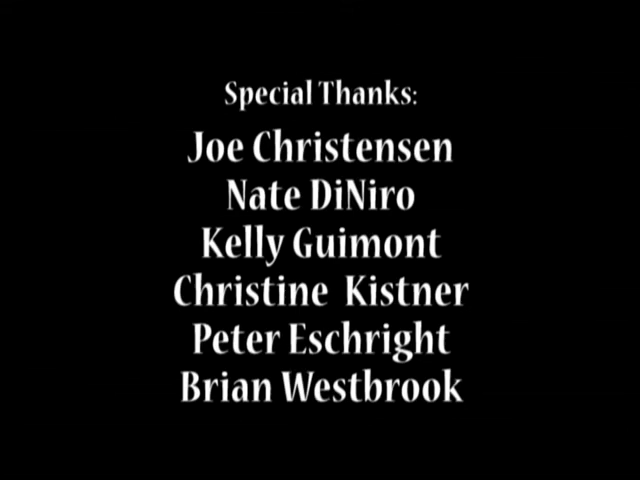 Special Thanks:
Joe Christensen
Nate DiNiro
Kelly Guimont
Christine Kistner
Peter Eschright
Brian Westbrook